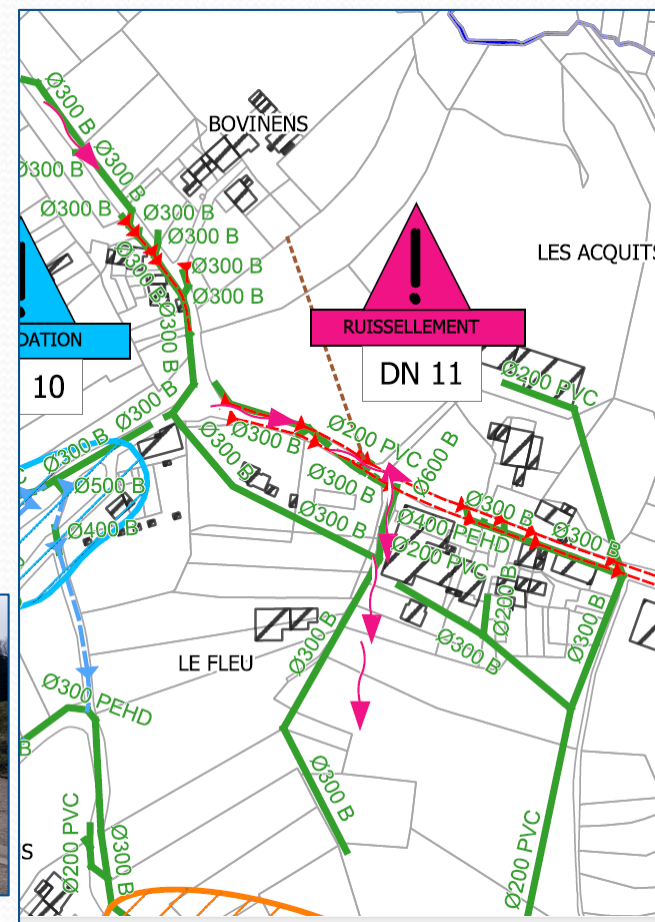 Ø300 B
BOVINENS
Ø300 B
Ø300 B
Ø300 B
Ø300 B
Ø300 B
LES ACQUITS
Ø300 B
Ø300 B
Ø300 B
!
!
DATION
RUISSELLEMENT
Ø300 B
10
DN 11
Ø200 PVC
Ø300 B
Ø300 B
Ø200 PVC
Ø600 B
Ø300 B
Ø300 B
Ø300 B
Ø500 B
Ø300 B
Ø400 B
Ø400 PEHD
Ø300 B
Ø300 B
Ø200 PVC
Ø200 B
Ø300 B
Ø300 B
Ø300 B
LE FLEU
Ø300 PEHD
B
Ø300 B
Ø200 PVC
Ø300 B
Ø200 PVC
S